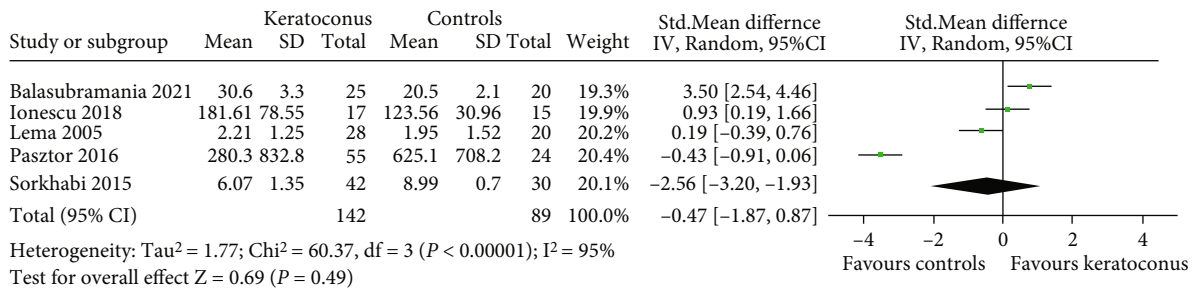 Keratoconus Controls Std.Mean differnce Std.Mean differnce
Study or subgroup Mean SD Total Mean SD Total Weight IV, Random, 95%CI IV, Random, 95%CI
Balasubramania 2021 30.6 3.3 25 20.5 2.1 20 19.3% 3.50 [2.54, 4.46]
Ionescu 2018 181.61 78.55 17 123.56 30.96 15 19.9% 0.93 [0.19, 1.66]
Lema 2005 2.21 1.25 28 1.95 1.52 20 20.2% 0.19 [−0.39, 0.76]
Pasztor 2016 280.3 832.8 55 625.1 708.2 24 20.4% −0.43 [−0.91, 0.06]
Sorkhabi 2015 6.07 1.35 42 8.99 0.7 30 20.1% −2.56 [−3.20, −1.93]
Total (95% CI) 142 89 100.0% −0.47 [−1.87, 0.87]
−4 −2 0 2 4
Heterogeneity: Tau² = 1.77; Chi² = 60.37, df = 3 (P < 0.00001); I² = 95%
Favours controls Favours keratoconus
Test for overall effect Z = 0.69 (P = 0.49)